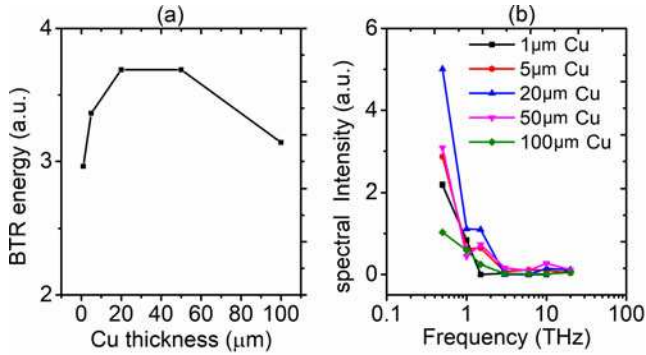 (a)
BTR energy (a.u.)
4
3
2
0 20 40 60 80 100
Cu thickness (μm)
(b)
spectral Intensity (a.u.)
6
5
4
2
0
1μm Cu
5μm Cu
20μm Cu
50μm Cu
100μm Cu
0.1 1 10 100
Frequency (THz)